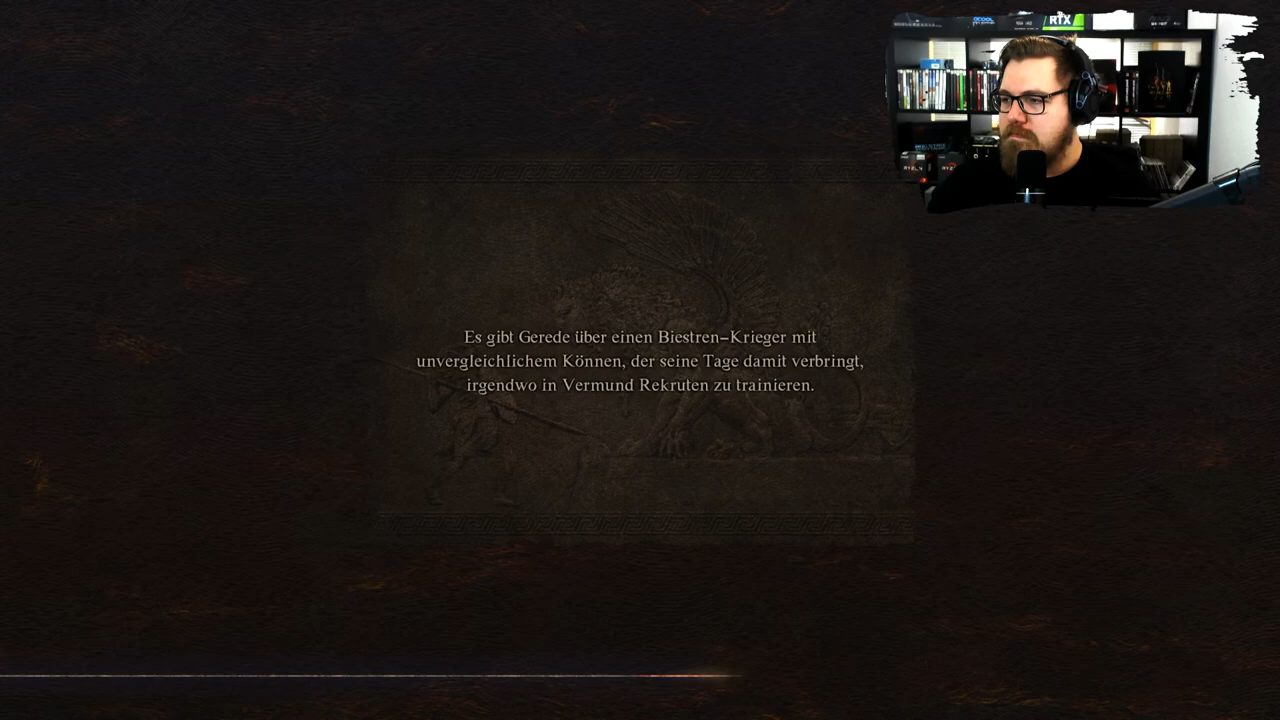 RTX
Es gibt Gerede über einen Biestren-Krieger mit
unvergleichlichem Können, der seine Tage damit verbringt,
irgendwo in Vermund Rekruten zu trainieren.